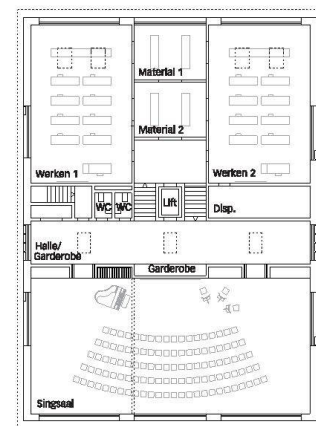 Material 1
Material 2
Werken 1
Werken 2
WC
WC
Lift
Disp.
Halle/
Garderobe
Garderobe
Singsaal